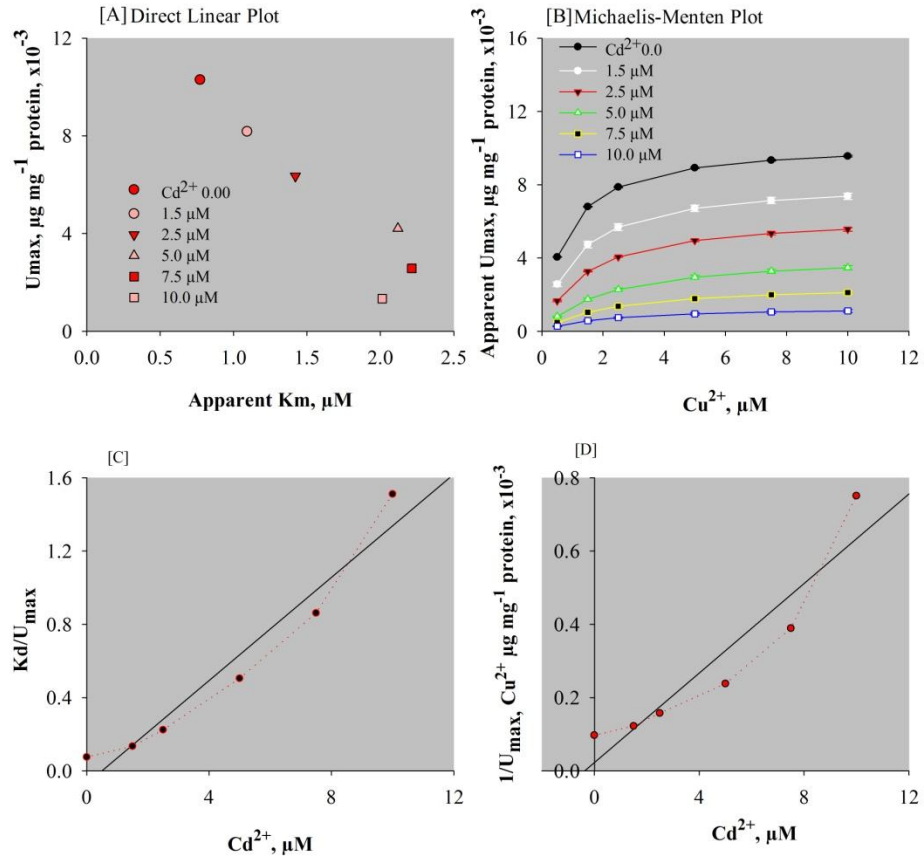 [A] Direct Linear Plot
Umax, µg mg-1 protein, x10-3
12
8
4
0
Cd2+ 0.00
1.5 µM
2.5 µM
5.0 µM
7.5 µM
10.0 µM
0.0 0.5 1.0 1.5 2.0 2.5
Apparent Km, µM
[B] Michaelis-Menten Plot
Apparent Umax, µg mg-1 protein, x10-3
16
12
8
4
0
Cd2+ 0.0
1.5 µM
2.5 µM
5.0 µM
7.5 µM
10.0 µM
0 2 4 6 8 10 12
Cu2+, µM
[C]
Kd/Umax
1.6
1.2
0.8
0.4
0.0
0 4 8 12
Cd2+, µM
[D]
1/Umax, Cu2+ µg mg-1 protein, x10-3
0.8
0.6
0.4
0.2
0.0
0 4 8 12
Cd2+, µM